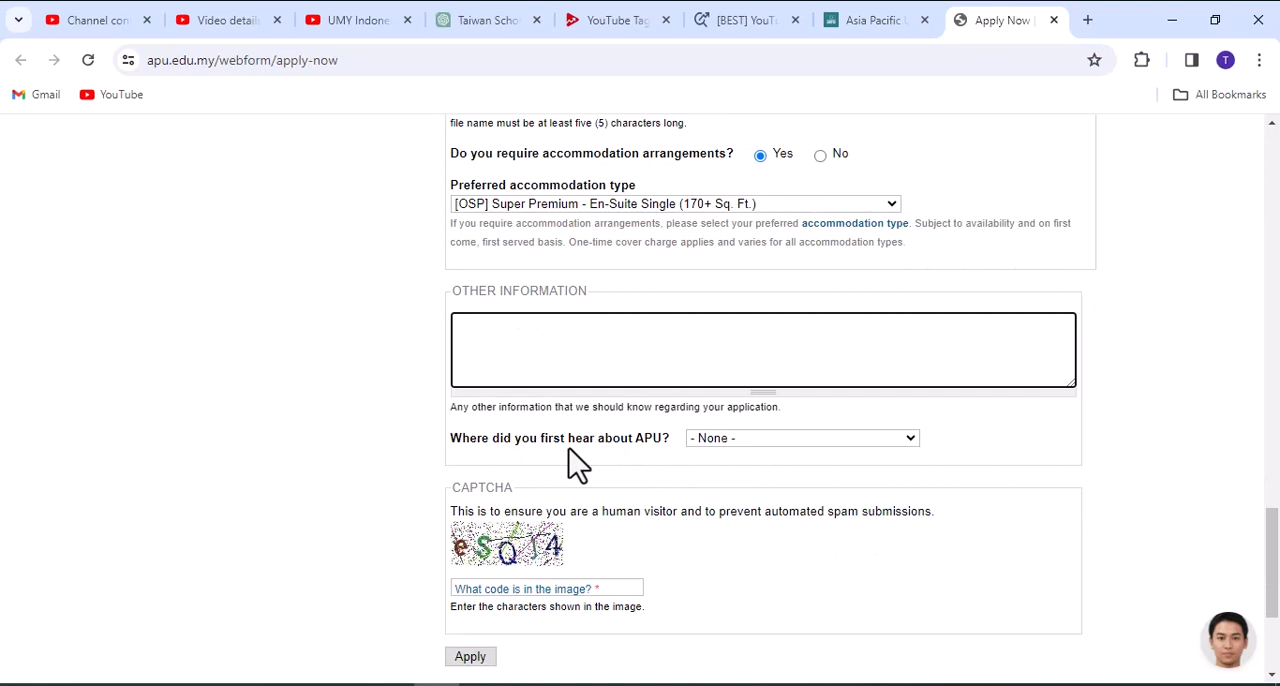 Channel con
Video detail
UMY Indone
Taiwan Scho
YouTube Tag
[BEST] YouT
Asia Pacific U
Apply Now
apu.edu.my/webform/apply-now
T
Gmail
YouTube
All Bookmarks
file name must be at least five (5) characters long.
Do you require accommodation arrangements? Yes No
Preferred accommodation type
[OSP] Super Premium - En-Suite Single (170+ Sq. Ft.)
If you require accommodation arrangements, please select your preferred accommodation type. Subject to availability and on first
come, first served basis. One-time cover charge applies and varies for all accommodation types.
OTHER INFORMATION
Any other information that we should know regarding your application.
Where did you first hear about APU? - None -
CAPTCHA
This is to ensure you are a human visitor and to prevent automated spam submissions.
What code is in the image? *
Enter the characters shown in the image.
Apply